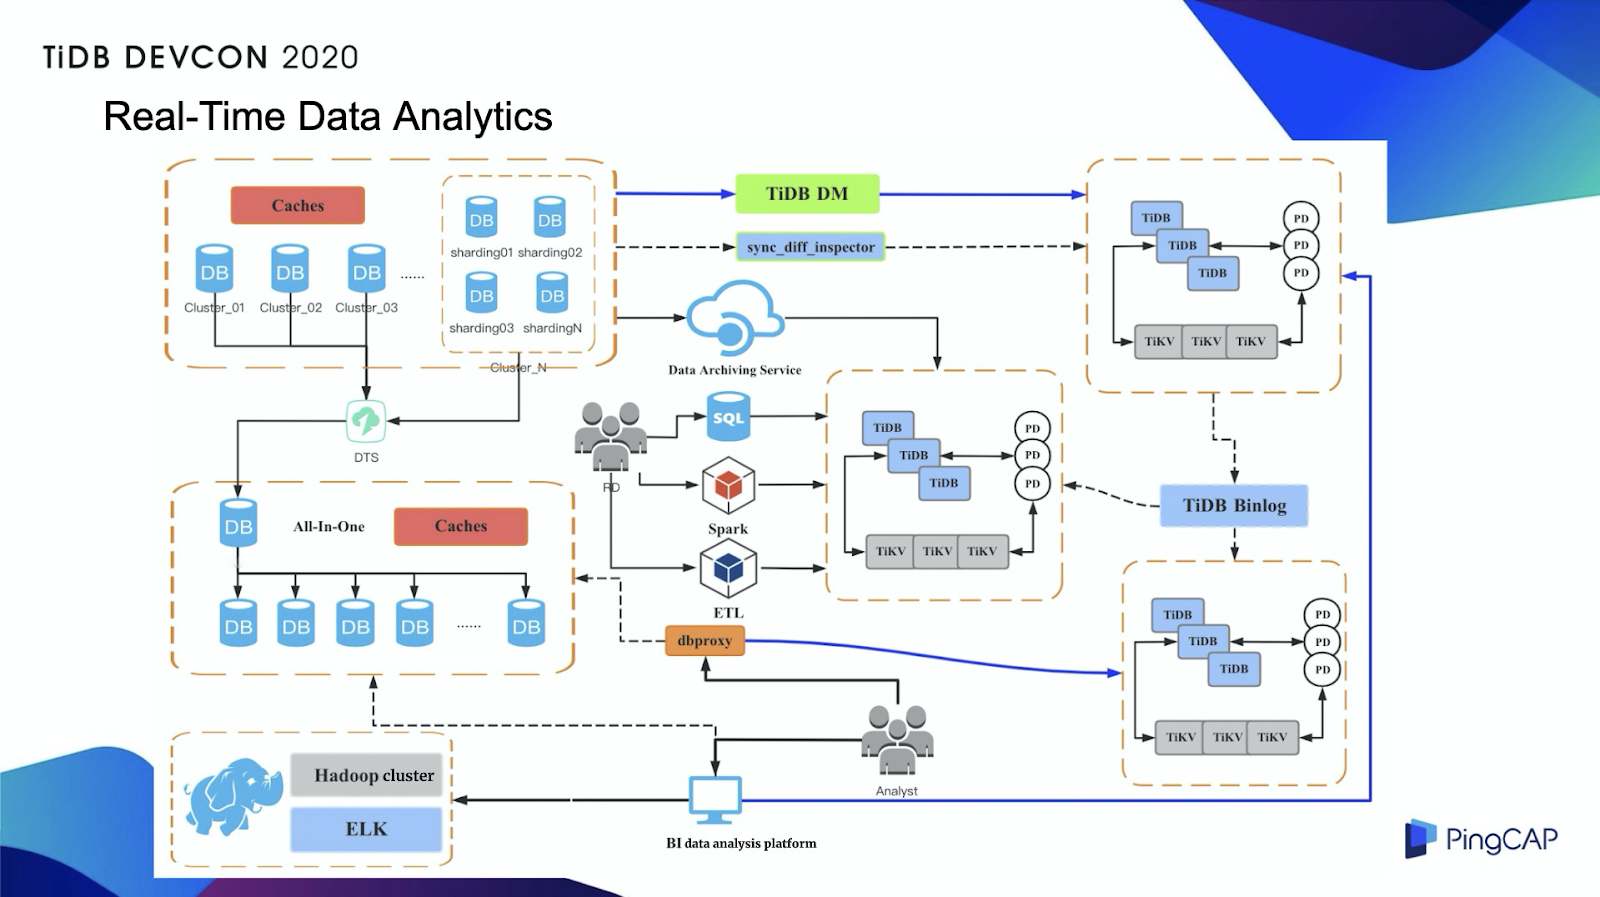 TiDB DEVCON 2020
Real-Time Data Analytics
Caches
DB
DB
DB
......
Cluster_01
Cluster_02
Cluster_03
DB
DB
sharding01
sharding02
DB
DB
sharding03
shardingN
Cluster_N
TiDB DM
sync_diff_inspector
Data Archiving Service
TiDB
TiDB
TiDB
PD
PD
PD
TiKV
TiKV
TiKV
DTS
RD
SQL
Spark
ETL
TiDB
TiDB
TiDB
PD
PD
PD
TiKV
TiKV
TiKV
TiDB Binlog
DB
All-In-One
Caches
DB
DB
DB
DB
......
DB
dbproxy
TiDB
TiDB
TiDB
PD
PD
PD
TiKV
TiKV
TiKV
Analyst
Hadoop cluster
ELK
BI data analysis platform
PingCAP